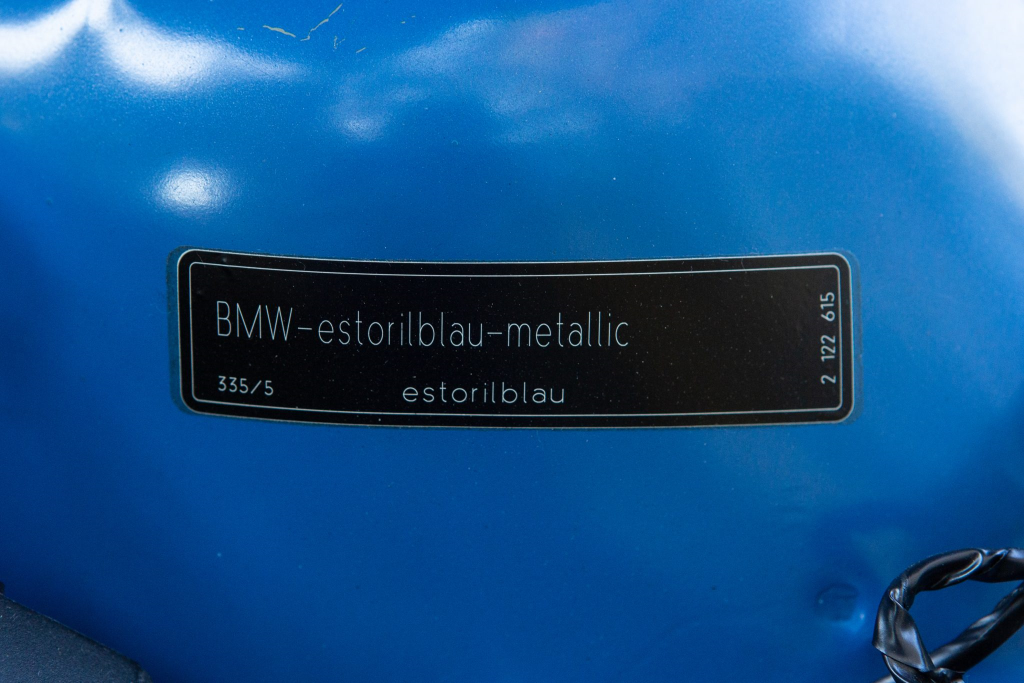 BMW-estorilblau-metallic
335/5
estorilblau
2 122 615